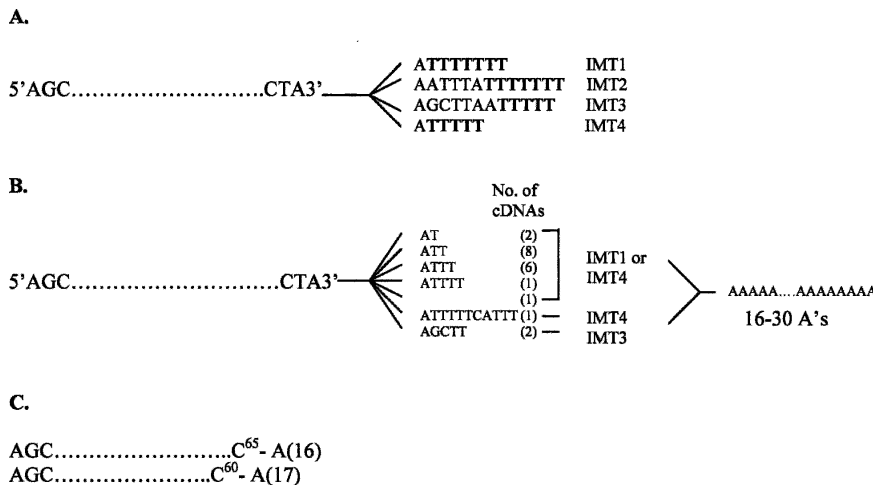 A.
ATTTTTTT IMT1
AATTTATTTTTTT IMT2
5'AGC..............................CTA3'
AGCTTAATTTTT IMT3
ATTTTT IMT4
B.
No. of
cDNAs
AT (2)
ATT (8)
IMT1 or
ATTT (6)
IMT4
5'AGC.................................CTA3'
ATTTT (1)
AAAAA....AAAAAAAA
(1)
ATTTTTCATTT (1) IMT4
16-30 A's
AGCTT (2) IMT3
C.
AGC...........................C⁶⁵- A(16)
AGC........................C⁶⁰- A(17)